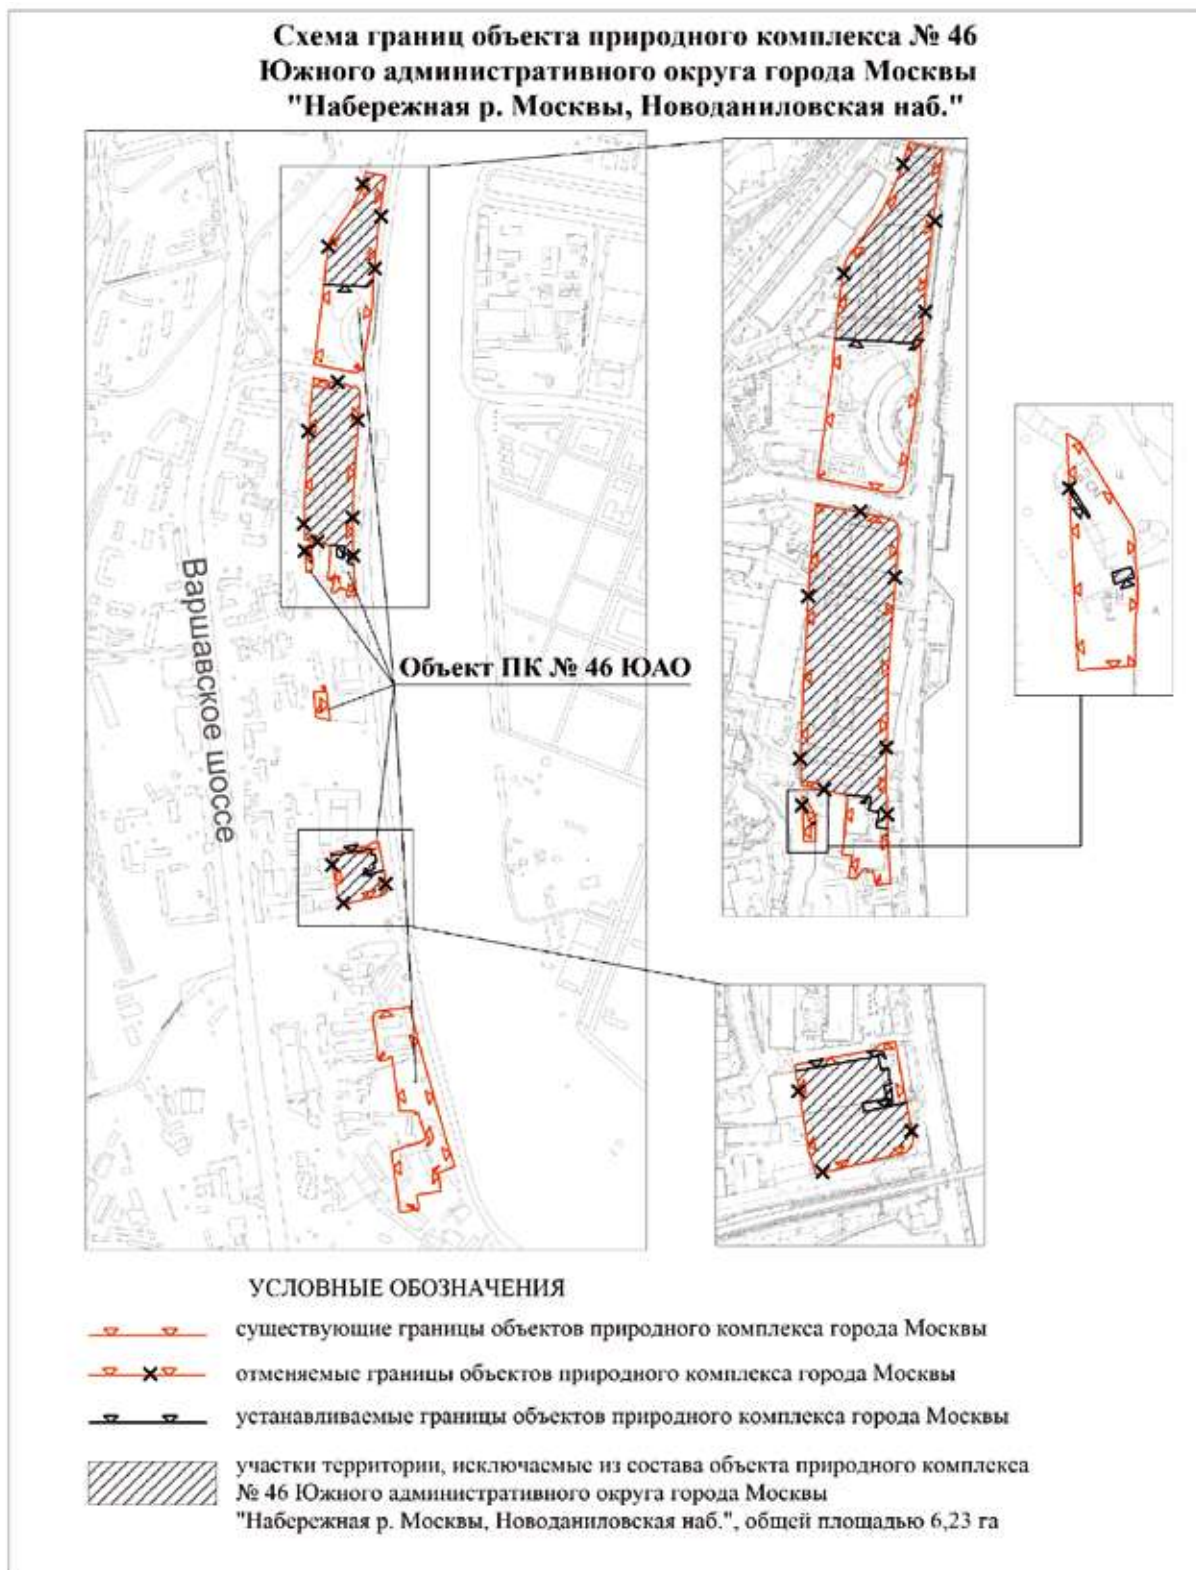 Схема границ объекта природного комплекса № 46
Южного административного округа города Москвы
"Набережная р. Москвы, Новоданиловская наб."
Варшавское шоссе
Объект ПК № 46 ЮАО
УСЛОВНЫЕ ОБОЗНАЧЕНИЯ
существующие границы объектов природного комплекса города Москвы
отменяемые границы объектов природного комплекса города Москвы
устанавливаемые границы объектов природного комплекса города Москвы
участки территории, исключаемые из состава объекта природного комплекса
№ 46 Южного административного округа города Москвы
"Набережная р. Москвы, Новоданиловская наб.", общей площадью 6,23 га